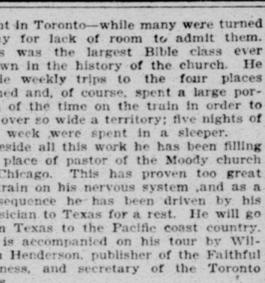 nt in Toronto—while many were turned
y for lack of room to admit them.
s was the largest Bible class ever
wn in the history of the church. He
le weekly trips to the four places
ned and, of course, spent a large por-
of the time on the train in order to
over so wide a territory; five nights of
week ,were spent in a sleeper.
eside all this work he has been filling
place of pastor of the Moody church
Chicago. This has proven too great
rain on his nervous system ,and as a
sequence he has been driven by his
sician to Texas for a rest. He will go
n Texas to the Pacific coast country.
is accompanied on his tour by Wil-
n Henderson, publisher of the Faithful
ness, and secretary of the Toronto